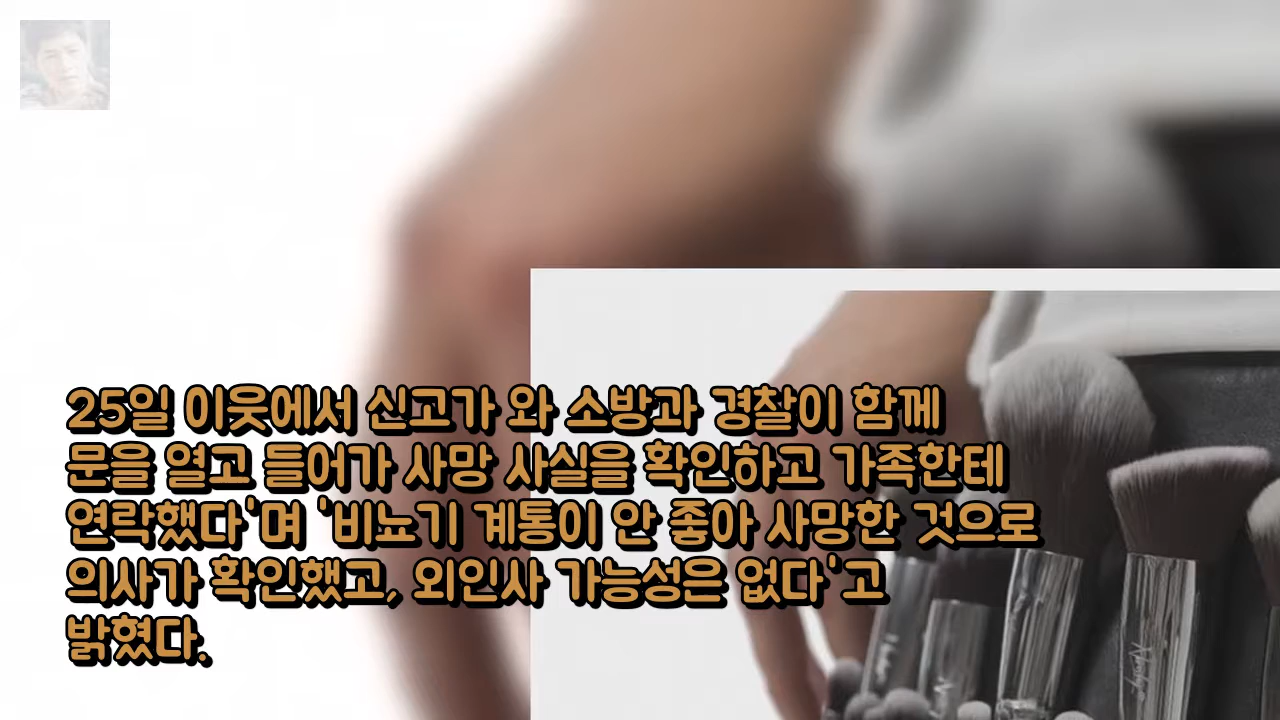 25일 이웃에서 신고가 와 소방과 경찰이 함께
문을 열고 들어가 사망 사실을 확인하고 가족한테
연락했다'며 '비뇨기 계통이 안 좋아 사망한 것으로
의사가 확인했고, 외인사 가능성은 없다'고
밝혔다.